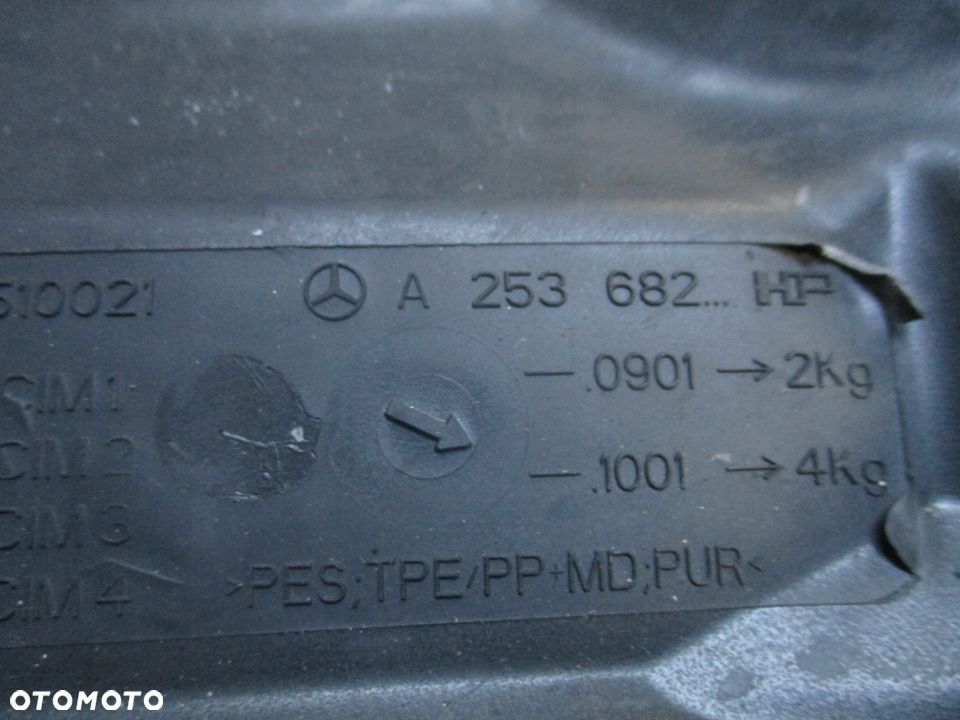 510021 A 253 682... HP
CIM 1 — .0901 → 2Kg
CIM 2 — .1001 → 4Kg
CIM 3
CIM 4 >PES;TPE/PP+MD;PUR<
OTOMOTO